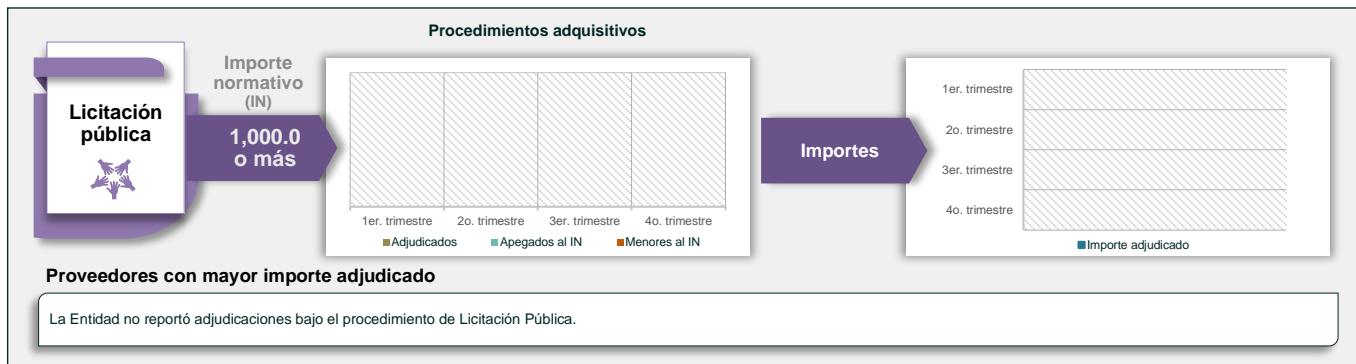 Procedimientos adquisitivos
Licitación
pública
Importe
normativo
(IN)
1,000.0
o más
1er. trimestre 2o. trimestre 3er. trimestre 4o. trimestre
Adjudicados Apegados al IN Menores al IN
Importes
1er. trimestre
2o. trimestre
3er. trimestre
4o. trimestre
Importe adjudicado
Proveedores con mayor importe adjudicado
La Entidad no reportó adjudicaciones bajo el procedimiento de Licitación Pública.